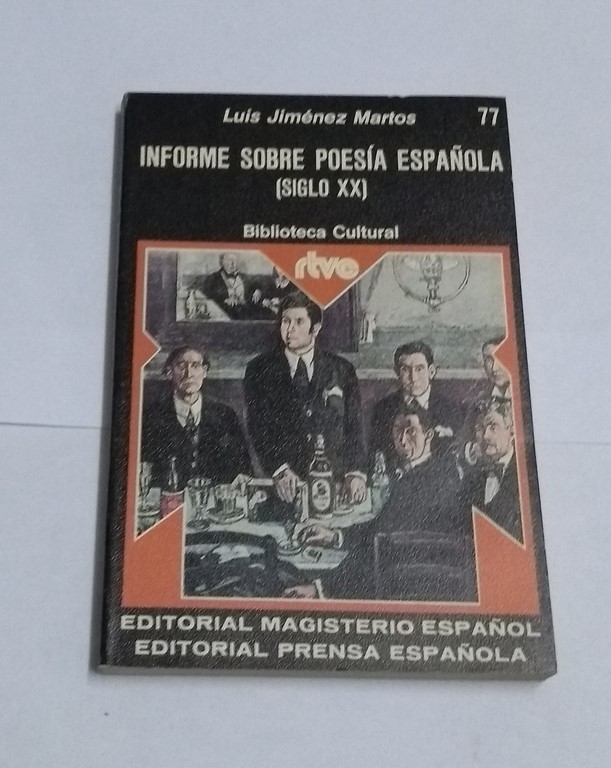 Luis Jiménez Martos 77
INFORME SOBRE POESÍA ESPAÑOLA
(SIGLO XX)
Biblioteca Cultural
rtve
EDITORIAL MAGISTERIO ESPAÑOL
EDITORIAL PRENSA ESPAÑOLA